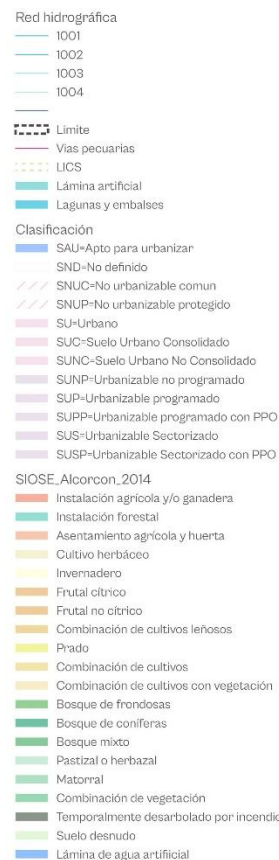 Red hidrográfica
1001
1002
1003
1004
Limite
Vias pecuarias
LICS
Lámina artificial
Lagunas y embalses
Clasificación
SAU=Apto para urbanizar
SND=No definido
SNUC=No urbanizable comun
SNUP=No urbanizable protegido
SU=Urbano
SUC=Suelo Urbano Consolidado
SUNC=Suelo Urbano No Consolidado
SUNP=Urbanizable no programado
SUP=Urbanizable programado
SUPP=Urbanizable programado con PPO
SUS=Urbanizable Sectorizado
SUSP=Urbanizable Sectorizado con PPO
SIOSE_Alcorcon_2014
Instalación agrícola y/o ganadera
Instalación forestal
Asentamiento agrícola y huerta
Cultivo herbáceo
Invernadero
Frutal cítrico
Frutal no cítrico
Combinación de cultivos leñosos
Prado
Combinación de cultivos
Combinación de cultivos con vegetación
Bosque de frondosas
Bosque de coníferas
Bosque mixto
Pastizal o herbazal
Matorral
Combinación de vegetación
Temporalmente desarbolado por incendio
Suelo desnudo
Lámina de agua artifiicial